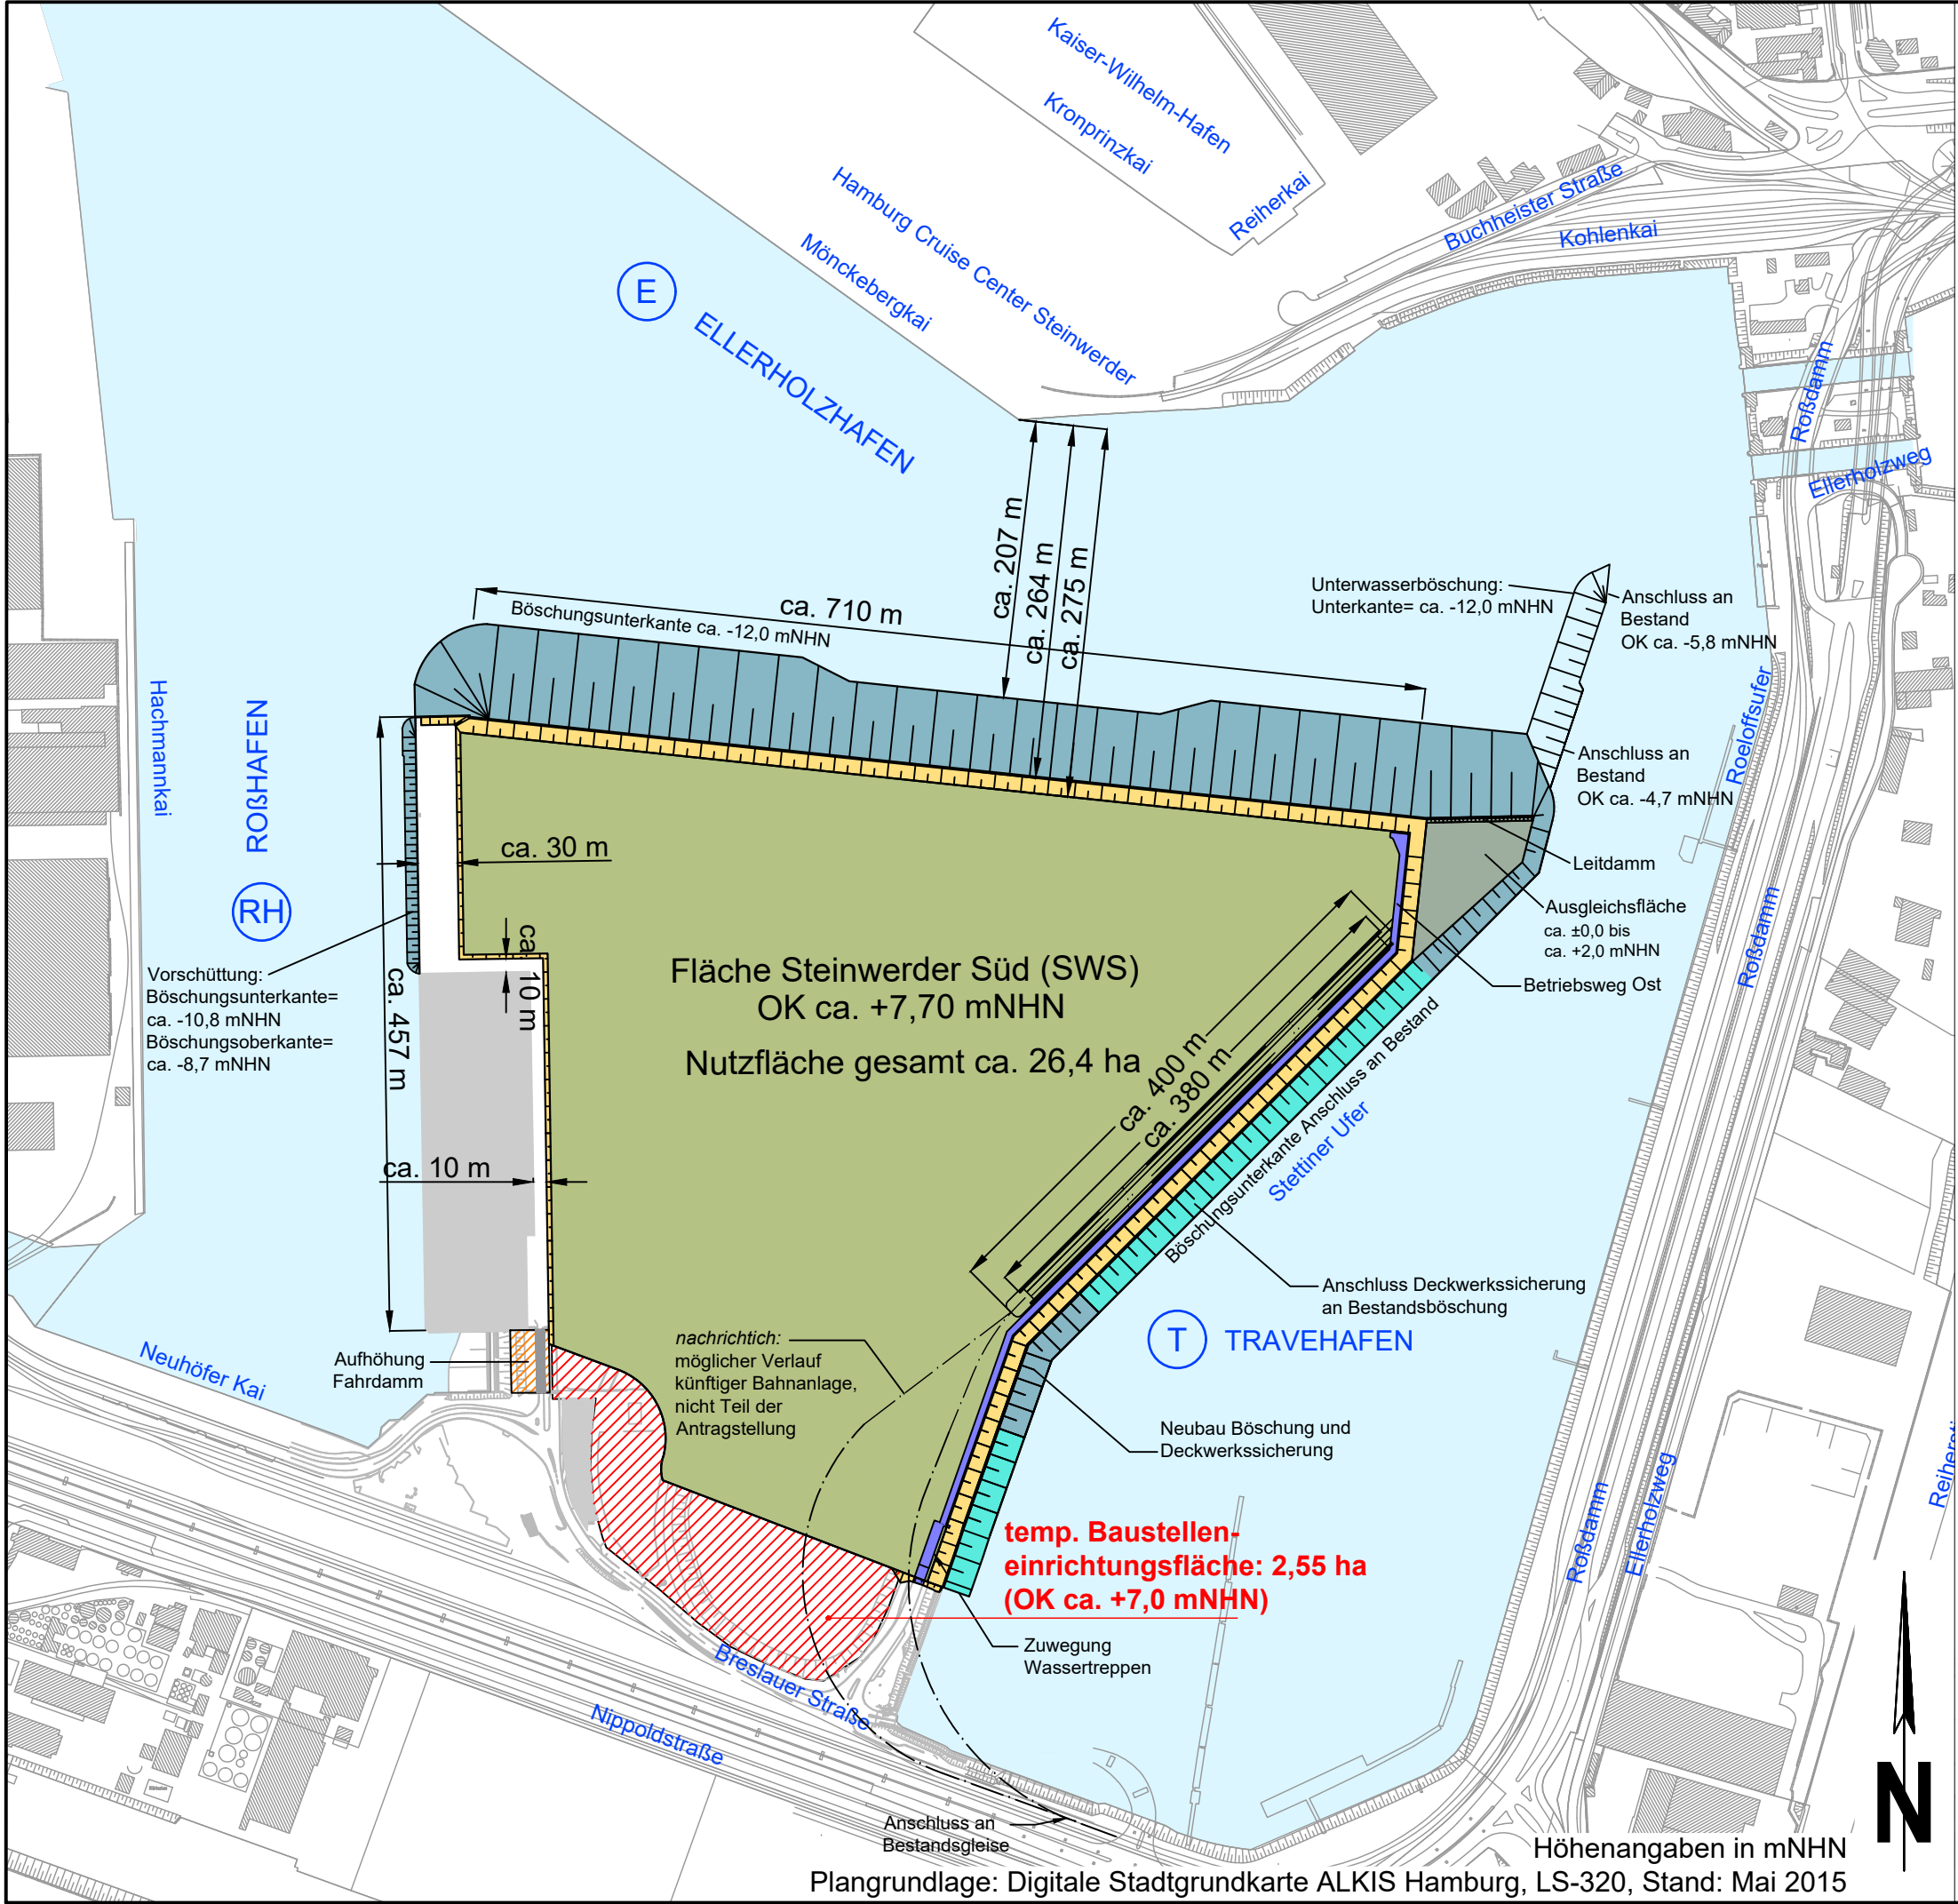 Kaiser-Wilhelm-Hafen
Kronprinzkai
Reiherkai
Hamburg Cruise Center Steinwerder
Mönckebergkai
Buchheister Straße
Kohlenkai
E
ELLERHOLZHAFEN
Roßdamm
Ellerholzweg
ca. 207 m
ca. 264 m
ca. 275 m
ca. 710 m
Böschungsunterkante ca. -12,0 mNHN
Unterwasserböschung:
Unterkante= ca. -12,0 mNHN
Anschluss an
Bestand
OK ca. -5,8 mNHN
Anschluss an
Bestand
OK ca. -4,7 mNHN
Roeloffsufer
Hachmannkai
ROßHAFEN
RH
ca. 30 m
Leitdamm
Ausgleichsfläche
ca. ±0,0 bis
ca. +2,0 mNHN
Betriebsweg Ost
Roßdamm
Vorschüttung:
Böschungsunterkante=
ca. -10,8 mNHN
Böschungsoberkante=
ca. -8,7 mNHN
ca. 457 m
ca. 10 m
ca. 10 m
Fläche Steinwerder Süd (SWS)
OK ca. +7,70 mNHN
Nutzfläche gesamt ca. 26,4 ha
ca. 400 m
ca. 380 m
Böschungsunterkante Anschluss an Bestand
Stettiner Ufer
Anschluss Deckwerkssicherung
an Bestandsböschung
T
TRAVEHAFEN
Neuhöfer Kai
Aufhöhung
Fahrdamm
nachrichtich:
möglicher Verlauf
künftiger Bahnanlage,
nicht Teil der
Antragstellung
Neubau Böschung und
Deckwerkssicherung
temp. Baustellen-
einrichtungsfläche: 2,55 ha
(OK ca. +7,0 mNHN)
Zuwegung
Wassertreppen
Roßdamm
Ellerholzweg
Breslauer Straße
Nippoldstraße
Anschluss an
Bestandsgleise
N
Höhenangaben in mNHN
Plangrundlage: Digitale Stadtgrundkarte ALKIS Hamburg, LS-320, Stand: Mai 2015